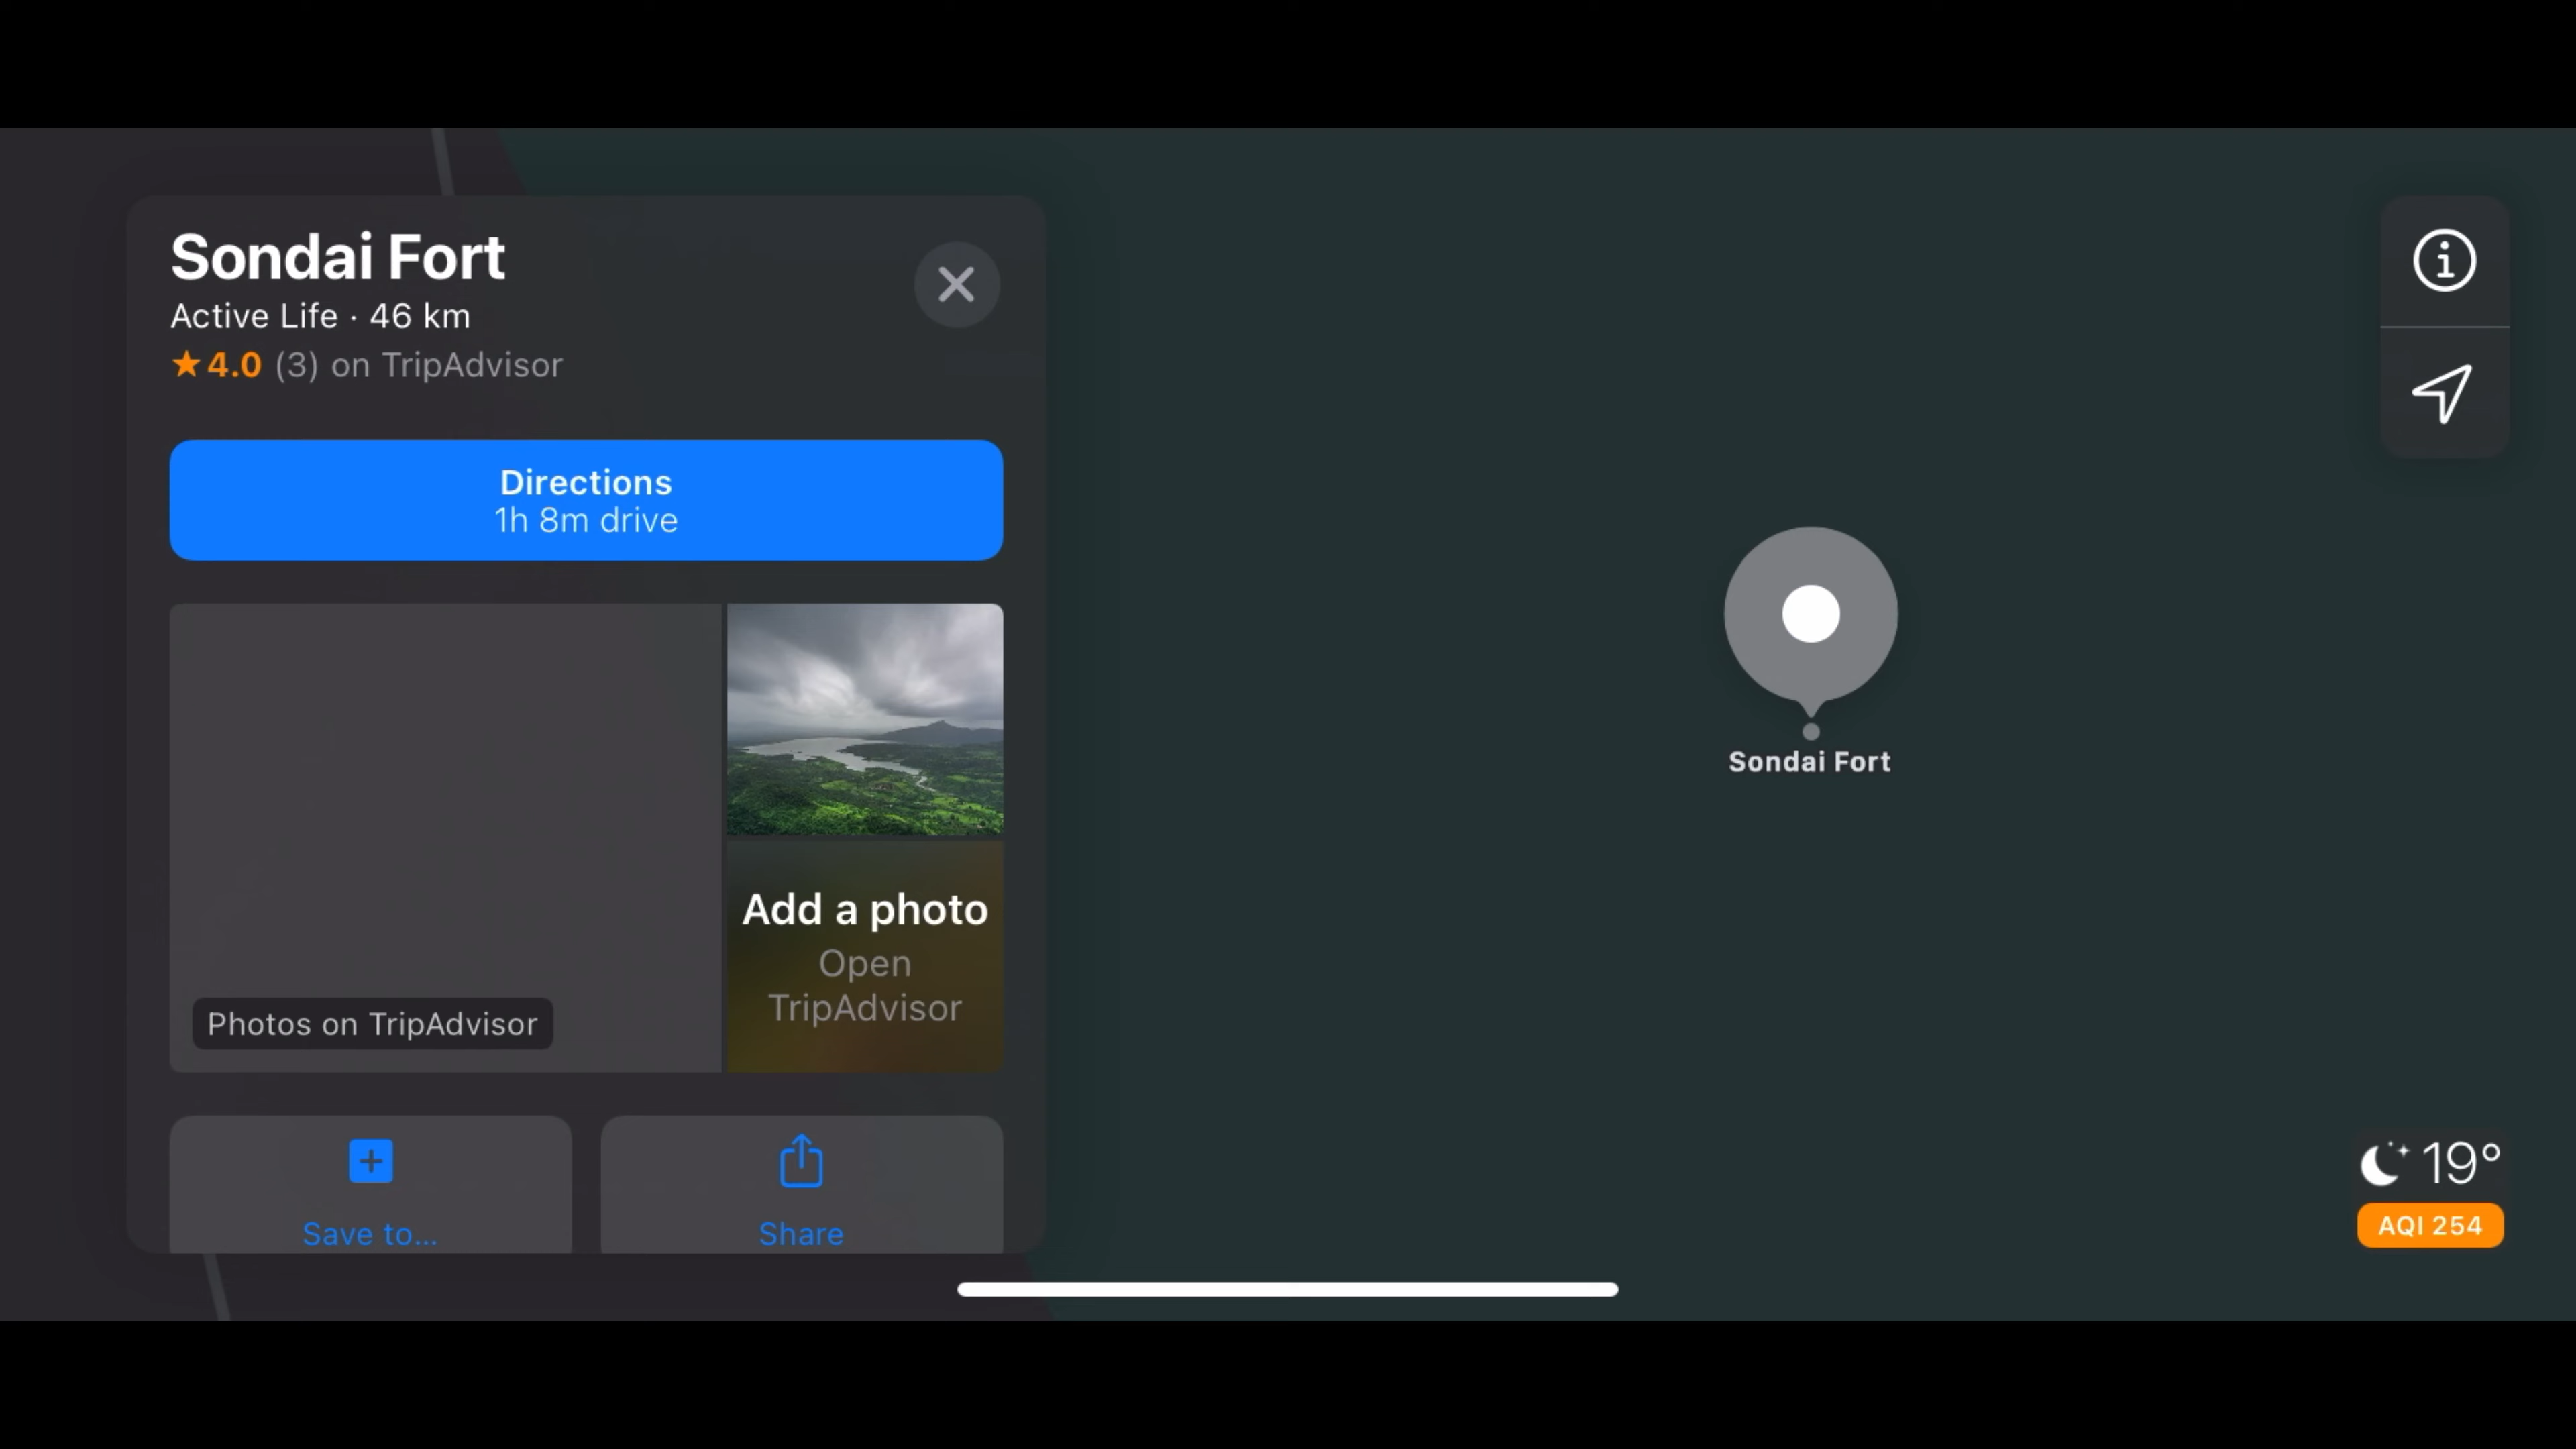 Sondai Fort
Active Life · 46 km
★4.0 (3) on TripAdvisor
Directions
1h 8m drive
Photos on TripAdvisor
Add a photo
Open
TripAdvisor
Save to...
Share
Sondai Fort
19°
AQI 254